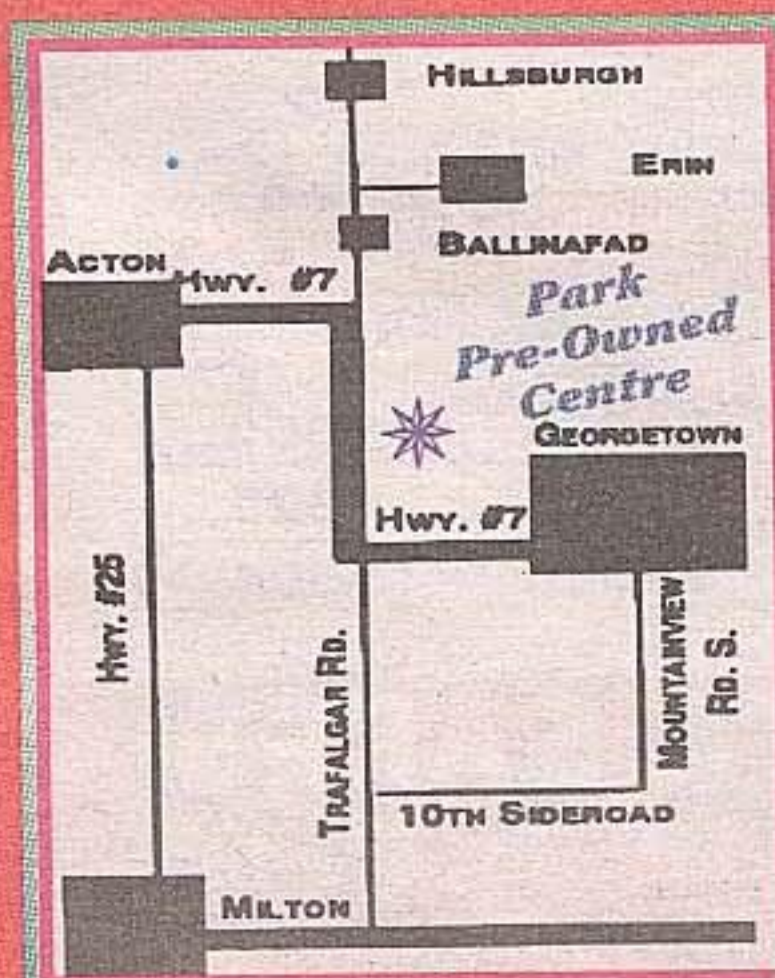 HILLSBURGH
ERIN
BALLINAFAD
ACTON
HWY. #7
Park
Pre-Owned
Centre
GEORGETOWN
HWY. #7
HWY. #25
TRAFALGAR RD.
MOUNTAINVIEW
RD. S.
10TH SIDEROAD
MILTON